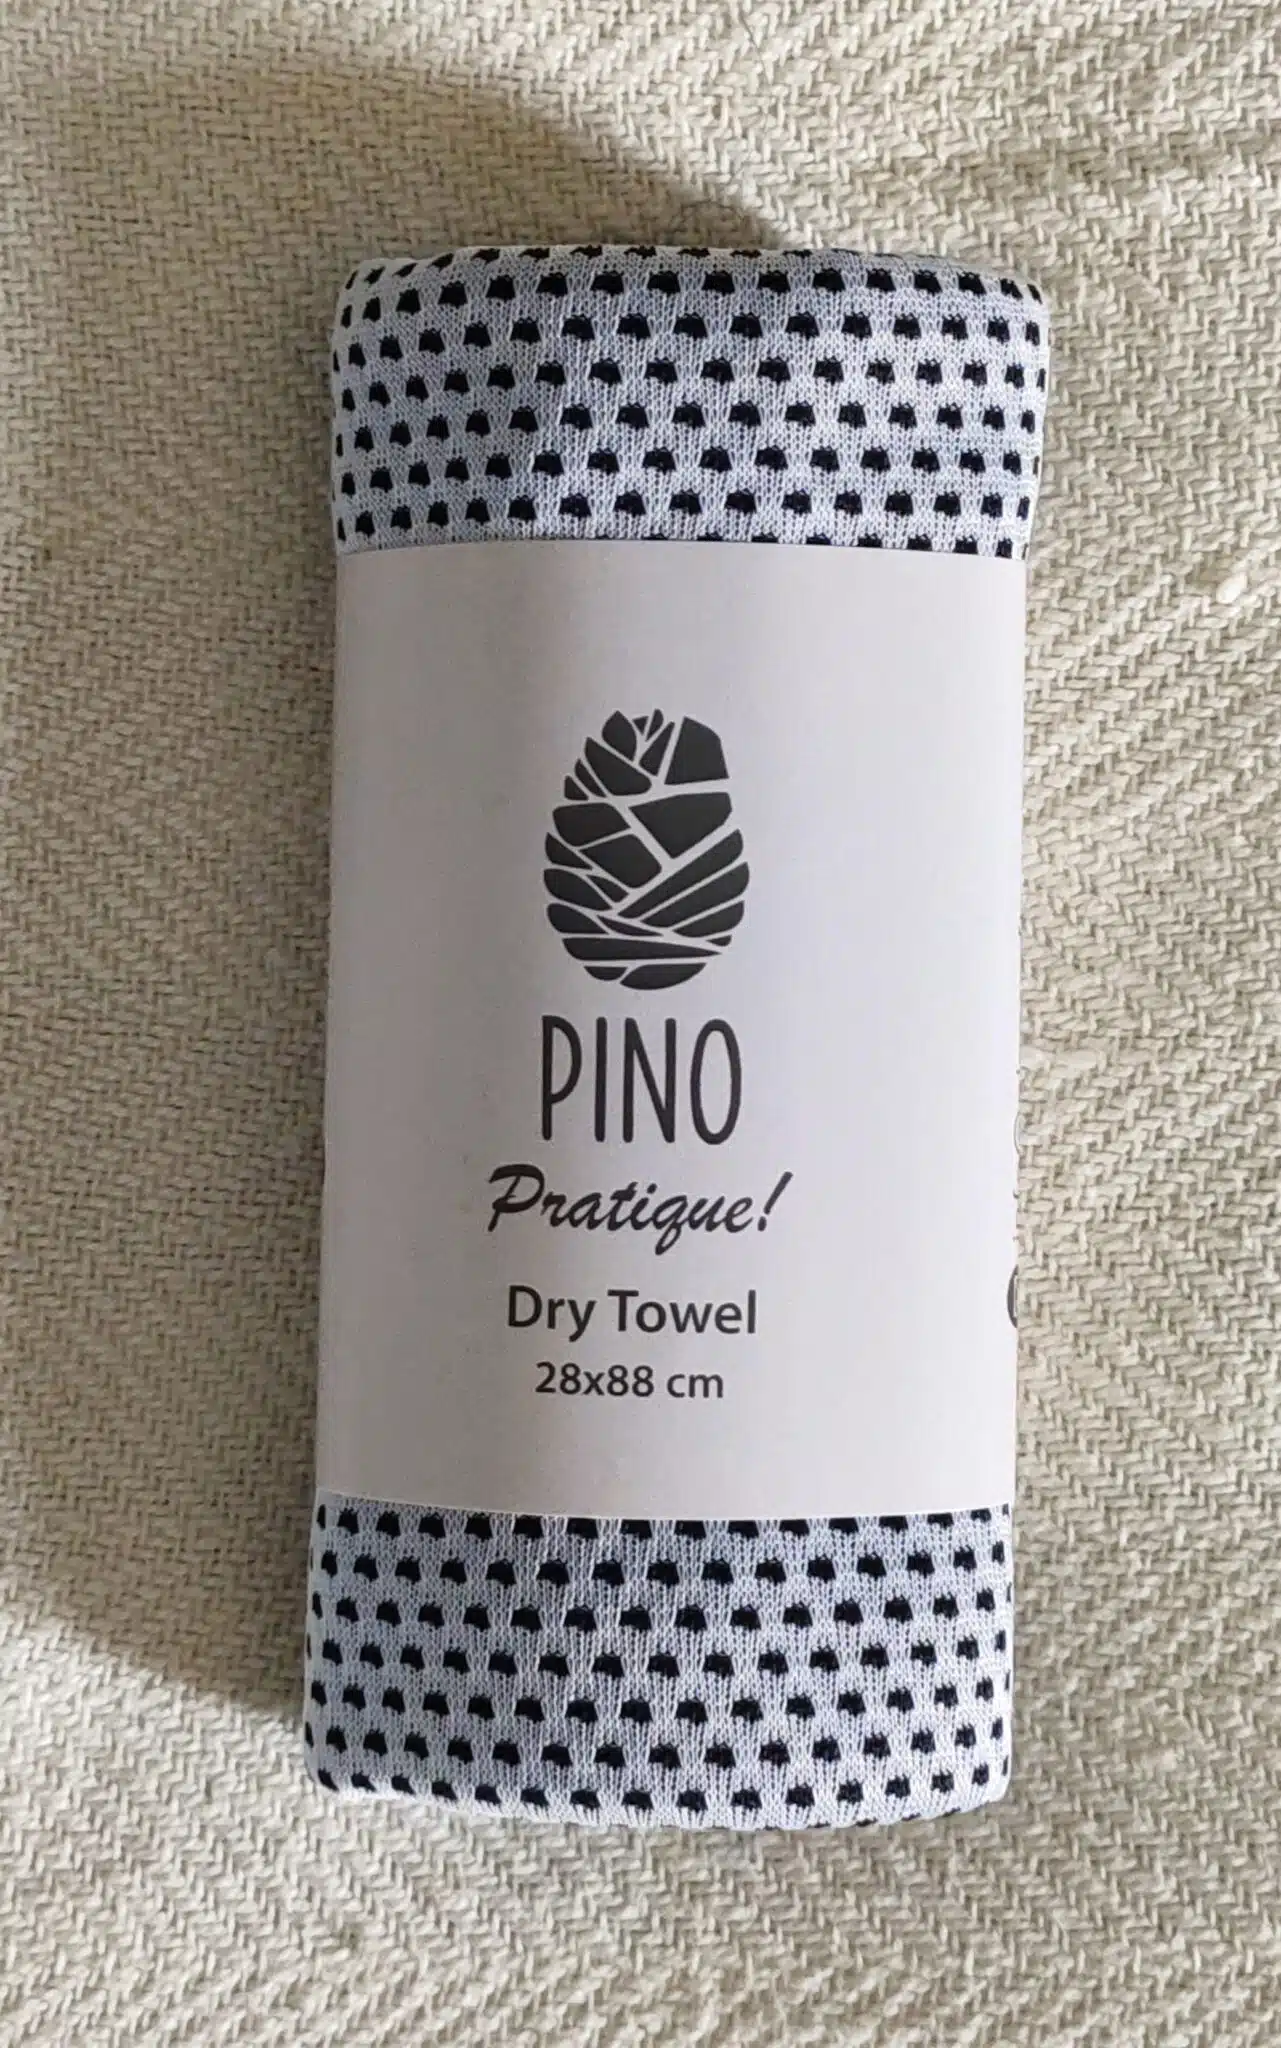 PINO
Pratique!
Dry Towel
28x88 cm